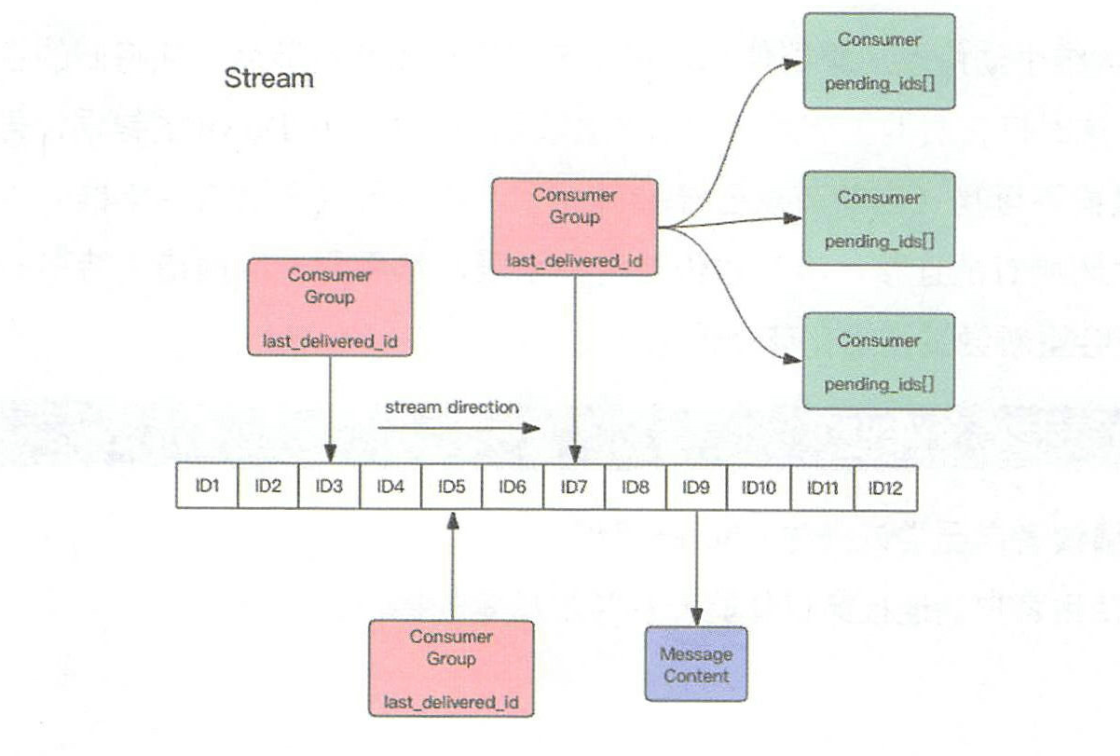 Stream
Consumer
pending_ids[]
Consumer
Group
last_delivered_id
Consumer
pending_ids[]
Consumer
Group
last_delivered_id
Consumer
pending_ids[]
stream direction
ID1 ID2 ID3 ID4 ID5 ID6 ID7 ID8 ID9 ID10 ID11 ID12
Consumer
Group
last_delivered_id
Message
Content